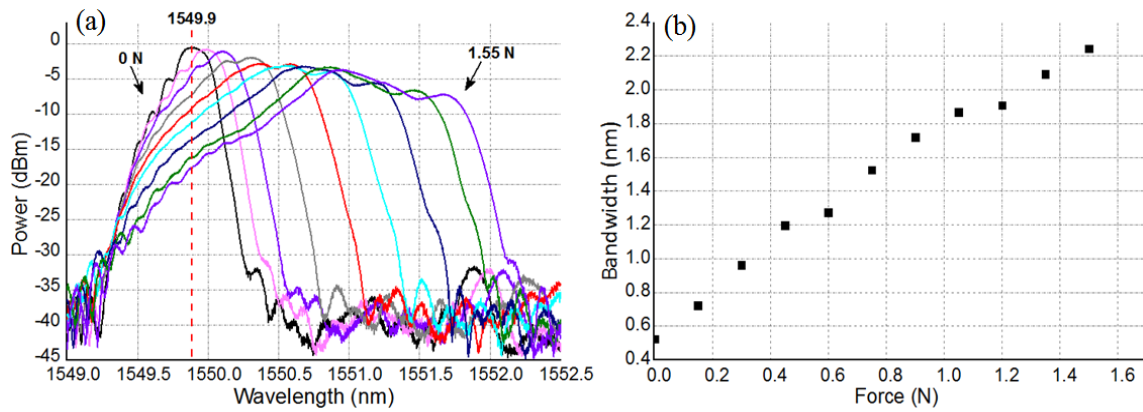 (a)
1549.9
0 N
1.55 N
Power (dBm)
0
-5
-10
-15
-20
-25
-30
-35
-40
-45
1549.0 1549.5 1550.0 1550.5 1551.0 1551.5 1552.0 1552.5
Wavelength (nm)
(b)
Bandwidth (nm)
2.4
2.2
2.0
1.8
1.6
1.4
1.2
1.0
0.8
0.6
0.4
0.0 0.2 0.4 0.6 0.8 1.0 1.2 1.4 1.6
Force (N)